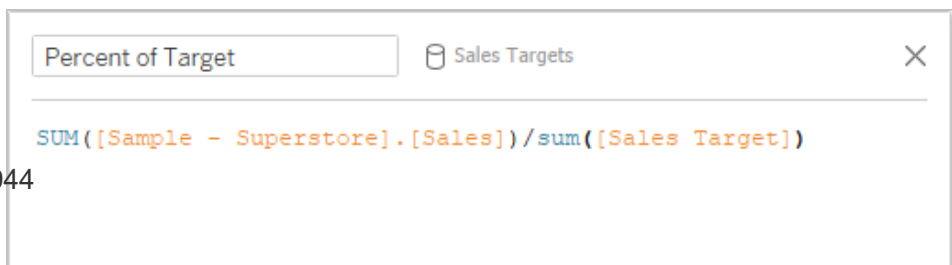 Percent of Target
Sales Targets
SUM([Sample - Superstore].[Sales])/sum([Sales Target])
044